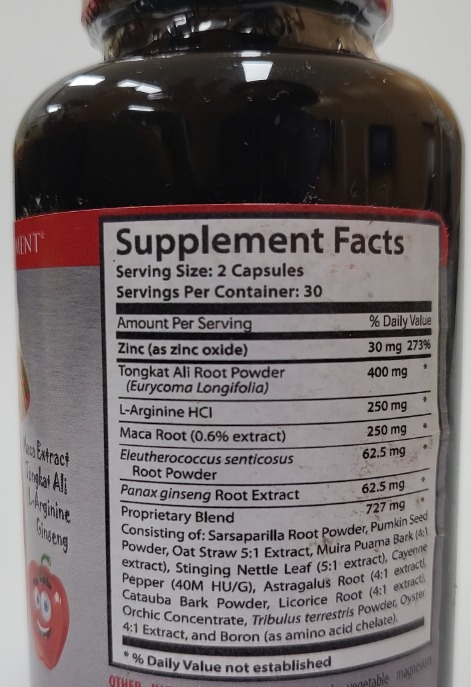 MENT
Supplement Facts
Serving Size: 2 Capsules
Servings Per Container: 30
Amount Per Serving % Daily Value
Zinc (as zinc oxide) 30 mg 273%
Tongkat Ali Root Powder 400 mg *
(Eurycoma Longifolia)
L-Arginine HCl 250 mg *
Maca Root (0.6% extract) 250 mg *
Eleutherococcus senticosus 62.5 mg *
Root Powder
Panax ginseng Root Extract 62.5 mg *
Proprietary Blend 727 mg *
Consisting of: Sarsaparilla Root Powder, Pumkin Seed
Powder, Oat Straw 5:1 Extract, Muira Puama Bark (4:1
extract), Stinging Nettle Leaf (5:1 extract), Cayenne
Pepper (40M HU/G), Astragalus Root (4:1 extract),
Catauba Bark Powder, Licorice Root (4:1 extract),
Orchic Concentrate, Tribulus terrestris Powder, Oyster
4:1 Extract, and Boron (as amino acid chelate).
* % Daily Value not established
OTHER vegetable magnesium
Maca Extract
Tongkat Ali
L-Arginine
Ginseng